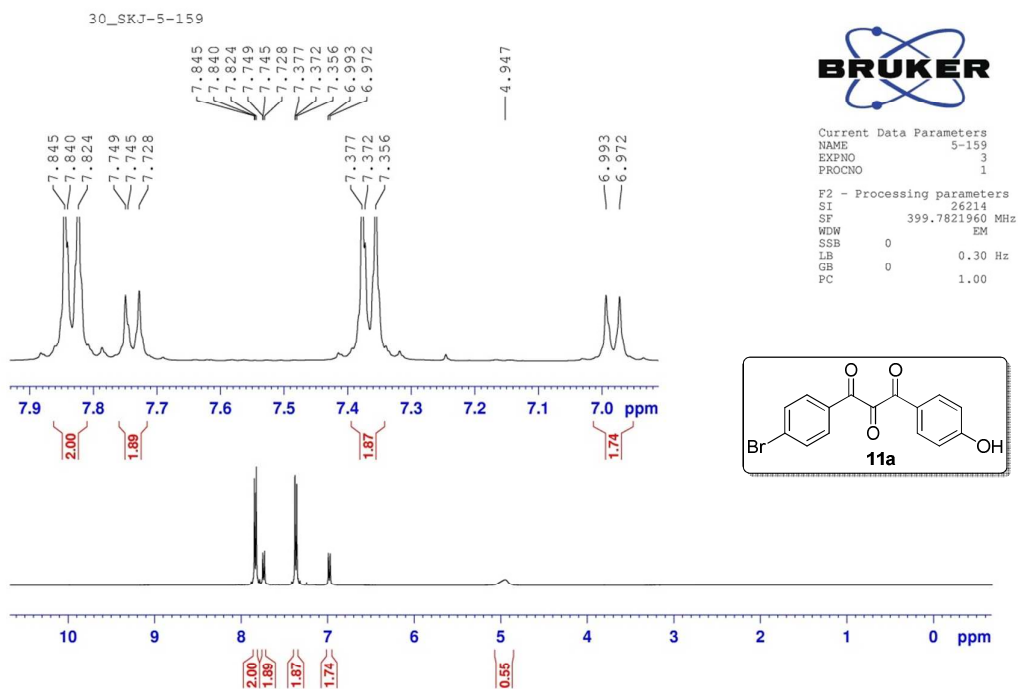 30_SKJ-5-159
7.845
7.840
7.824
7.749
7.745
7.728
7.377
7.372
7.356
6.993
6.972
4.947
BRUKER
Current Data Parameters
NAME 5-159
EXPNO 3
PROCNO 1
F2 - Processing parameters
SI 26214
SF 399.7821960 MHz
WDW EM
SSB 0
LB 0.30 Hz
GB 0
PC 1.00
7.845
7.840
7.824
7.749
7.745
7.728
7.377
7.372
7.356
6.993
6.972
7.9 7.8 7.7 7.6 7.5 7.4 7.3 7.2 7.1 7.0 ppm
2.00 1.89 1.87 1.74
O O
O
Br OH
11a
10 9 8 7 6 5 4 3 2 1 0 ppm
2.00 1.89 1.87 1.74 0.55